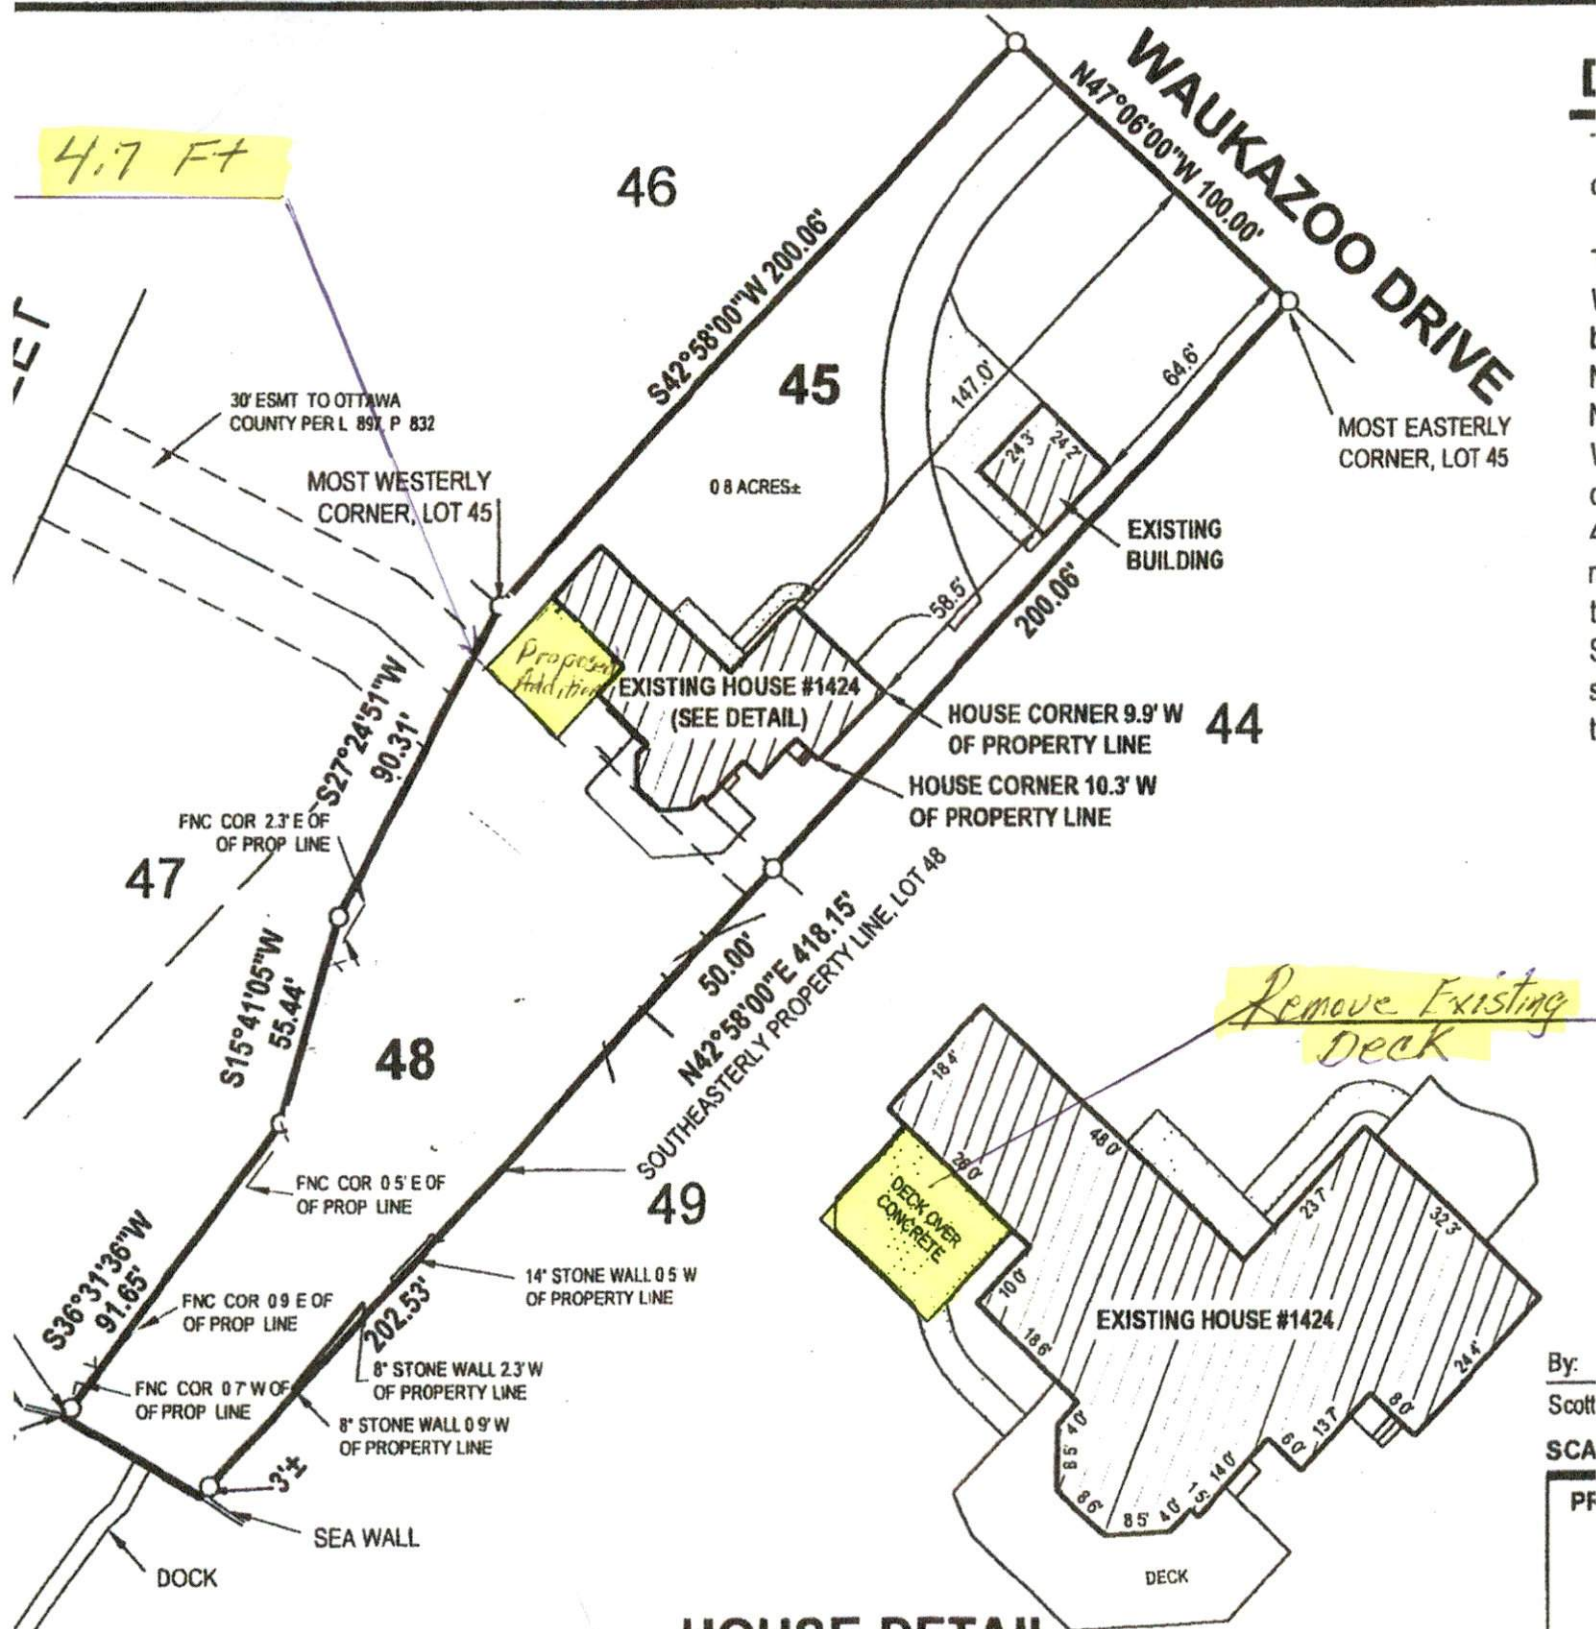 WAUKAZOO DRIVE
N47°06'00"W 100.00'
4.7 Ft
46
S42°58'00"W 200.06'
45
147.0'
64.6'
30' ESMT TO OTTAWA
COUNTY PER L 897, P 832
MOST EASTERLY
CORNER, LOT 45
24 3'
24 2'
MOST WESTERLY
CORNER, LOT 45
0 8 ACRES±
EXISTING
BUILDING
58.5'
200.06'
Proposed
Addition
EXISTING HOUSE #1424
(SEE DETAIL)
HOUSE CORNER 9.9' W
OF PROPERTY LINE
44
HOUSE CORNER 10.3' W
OF PROPERTY LINE
S27°24'51"W
90.31'
FNC COR 2.3' E OF
OF PROP LINE
47
S15°41'05"W
55.44'
48
50.00'
N42°58'00"E 418.15'
SOUTHEASTERLY PROPERTY LINE, LOT 48
Remove Existing
Deck
FNC COR 0 5' E OF
OF PROP LINE
49
S36°31'36"W
91.65'
14" STONE WALL 0 5 W
OF PROPERTY LINE
FNC COR 0 9 E OF
OF PROP LINE
202.53'
8" STONE WALL 2.3' W
OF PROPERTY LINE
FNC COR 0 7' W OF
OF PROP LINE
8" STONE WALL 0 9' W
OF PROPERTY LINE
3'±
SEA WALL
DOCK
18 4'
48 0'
26 0'
DECK OVER
CONCRETE
23 7'
32 3'
10 0'
EXISTING HOUSE #1424
18 6'
24 4'
8 0'
13 7'
6 0'
4 0'
8 5'
8 6'
8 5'
4 0'
1 5'
14 0'
DECK
By:
Scott
HOUSE DETAIL